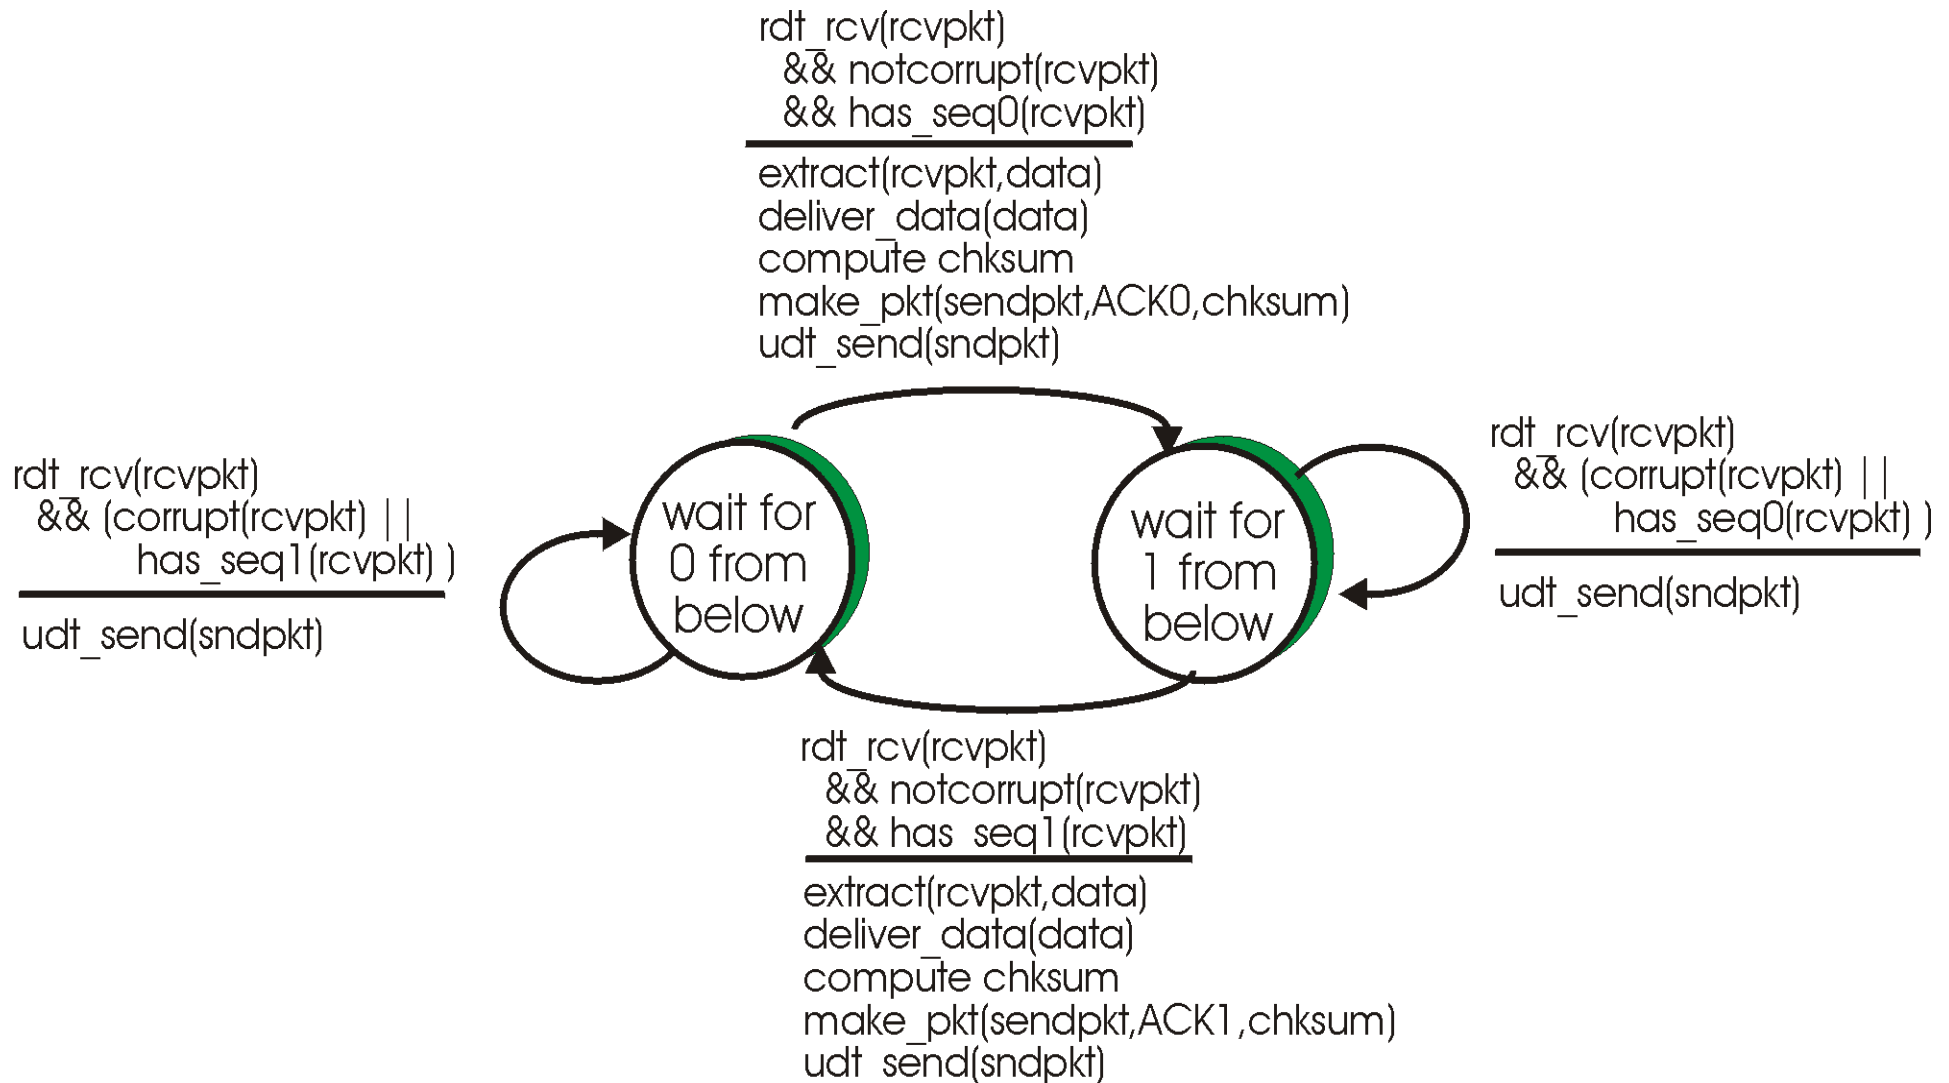 rdt_rcv(rcvpkt)
&& notcorrupt(rcvpkt)
&& has_seq0(rcvpkt)
extract(rcvpkt,data)
deliver_data(data)
compute chksum
make_pkt(sendpkt,ACK0,chksum)
udt_send(sndpkt)
rdt_rcv(rcvpkt)
&& (corrupt(rcvpkt) ||
has_seq1(rcvpkt) )
udt_send(sndpkt)
wait for
0 from
below
wait for
1 from
below
rdt_rcv(rcvpkt)
&& (corrupt(rcvpkt) ||
has_seq0(rcvpkt) )
udt_send(sndpkt)
rdt_rcv(rcvpkt)
&& notcorrupt(rcvpkt)
&& has_seq1(rcvpkt)
extract(rcvpkt,data)
deliver_data(data)
compute chksum
make_pkt(sendpkt,ACK1,chksum)
udt_send(sndpkt)